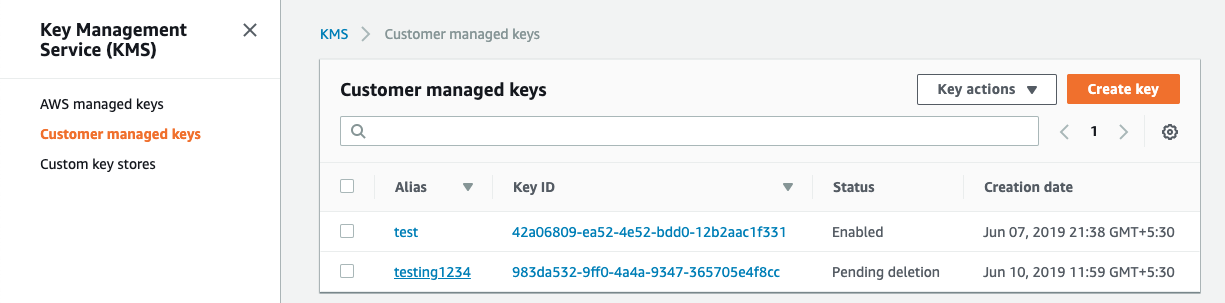 Key Management
Service (KMS)
AWS managed keys
Customer managed keys
Custom key stores
KMS > Customer managed keys
Customer managed keys Key actions Create key
1
Alias Key ID Status Creation date
test 42a06809-ea52-4e52-bdd0-12b2aac1f331 Enabled Jun 07, 2019 21:38 GMT+5:30
testing1234 983da532-9ff0-4a4a-9347-365705e4f8cc Pending deletion Jun 10, 2019 11:59 GMT+5:30